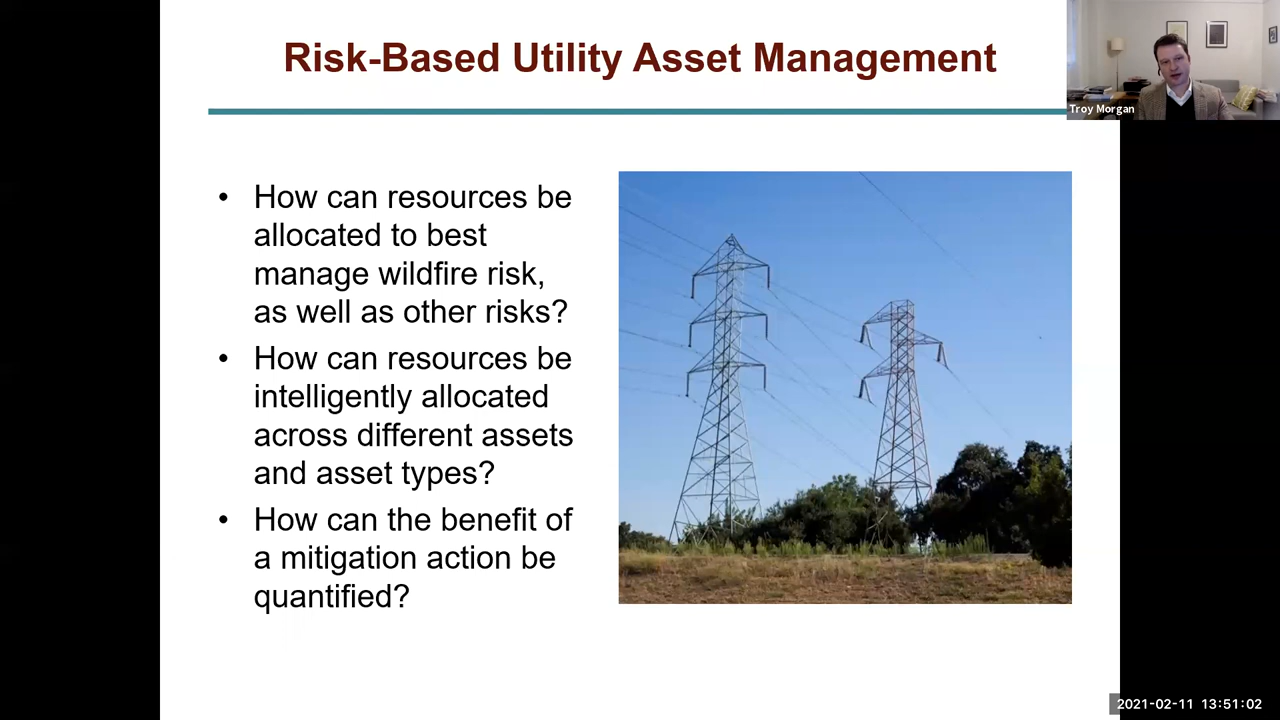 Risk-Based Utility Asset Management
Troy Morgan
• How can resources be
allocated to best
manage wildfire risk,
as well as other risks?
• How can resources be
intelligently allocated
across different assets
and asset types?
• How can the benefit of
a mitigation action be
quantified?
2021-02-11 13:51:02